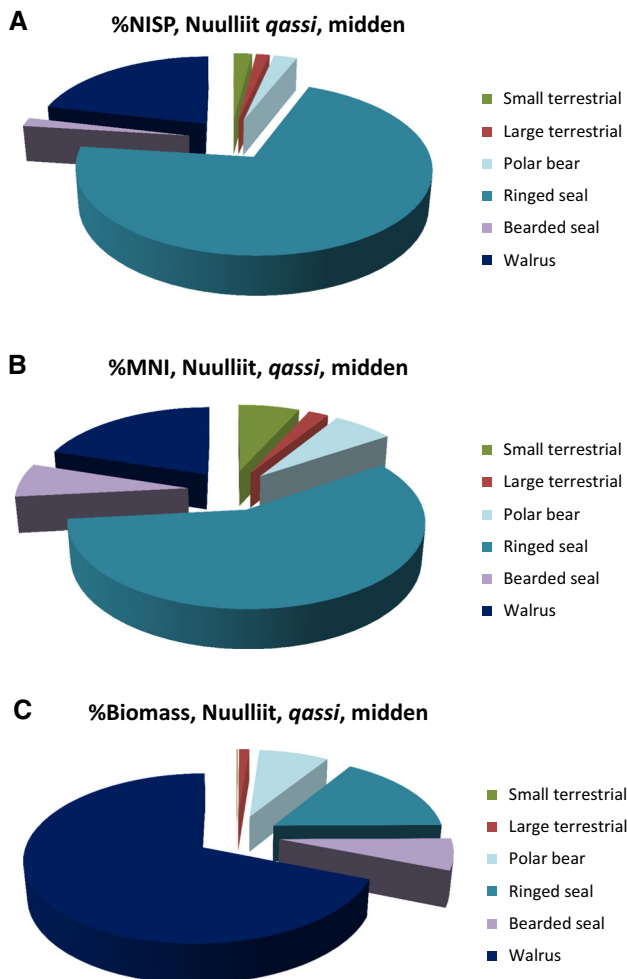 A
%NISP, Nuulliit qassi, midden
Small terrestrial
Large terrestrial
Polar bear
Ringed seal
Bearded seal
Walrus
B
%MNI, Nuulliit, qassi, midden
Small terrestrial
Large terrestrial
Polar bear
Ringed seal
Bearded seal
Walrus
C
%Biomass, Nuulliit, qassi, midden
Small terrestrial
Large terrestrial
Polar bear
Ringed seal
Bearded seal
Walrus